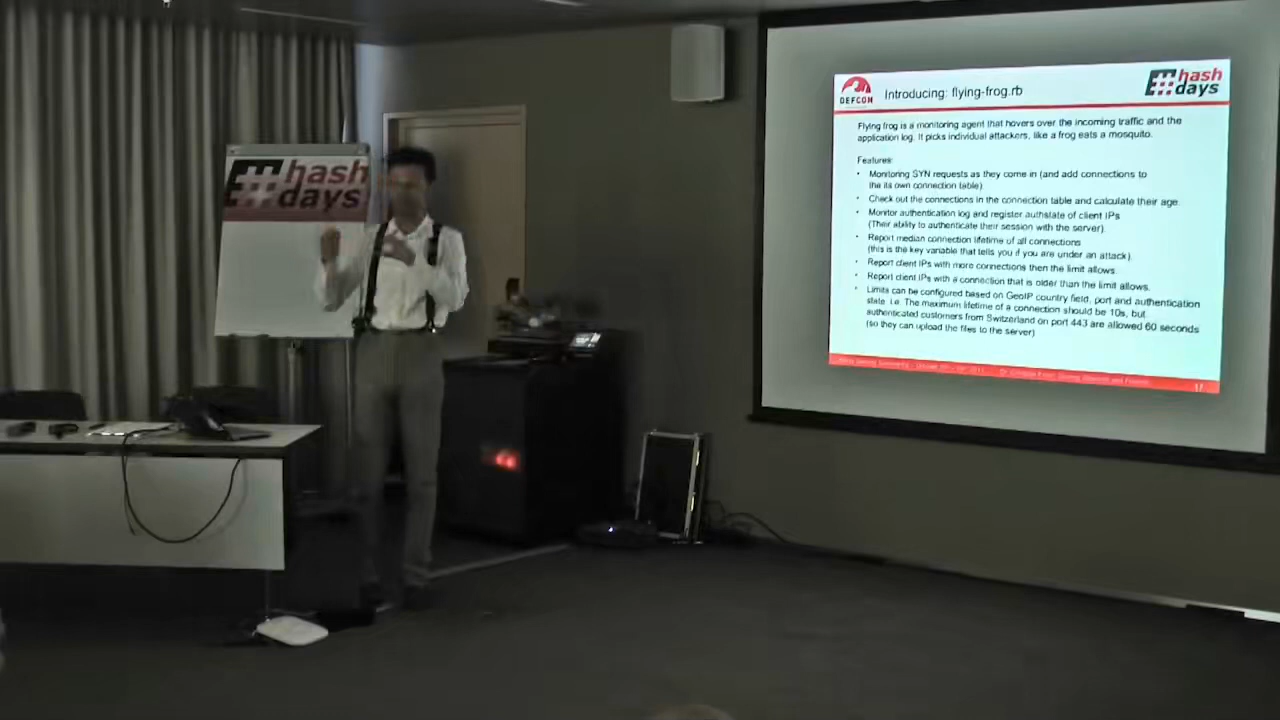 hash
days
DEFCON
Introducing: flying-frog.rb
hash
days
Flying frog is a monitoring agent that hovers over the incoming traffic and the
application log. It picks individual attackers, like a frog eats a mosquito.
Features:
• Monitoring SYN requests as they come in (and add connections to
the its own connection table)
• Check out the connections in the connection table and calculate their age.
• Monitor authentication log and register authstate of client IPs
(Their ability to authenticate their session with the server).
• Report median connection lifetime of all connections
(this is the key variable that tells you if you are under an attack).
• Report client IPs with more connections then the limit allows.
• Report client IPs with a connection that is older than the limit allows.
• Limits can be configured based on GeoIP country field, port and authentication
state i.e. The maximum lifetime of a connection should be 10s, but
authenticated customers from Switzerland on port 443 are allowed 60 seconds
(so they can upload the files to the server)
17